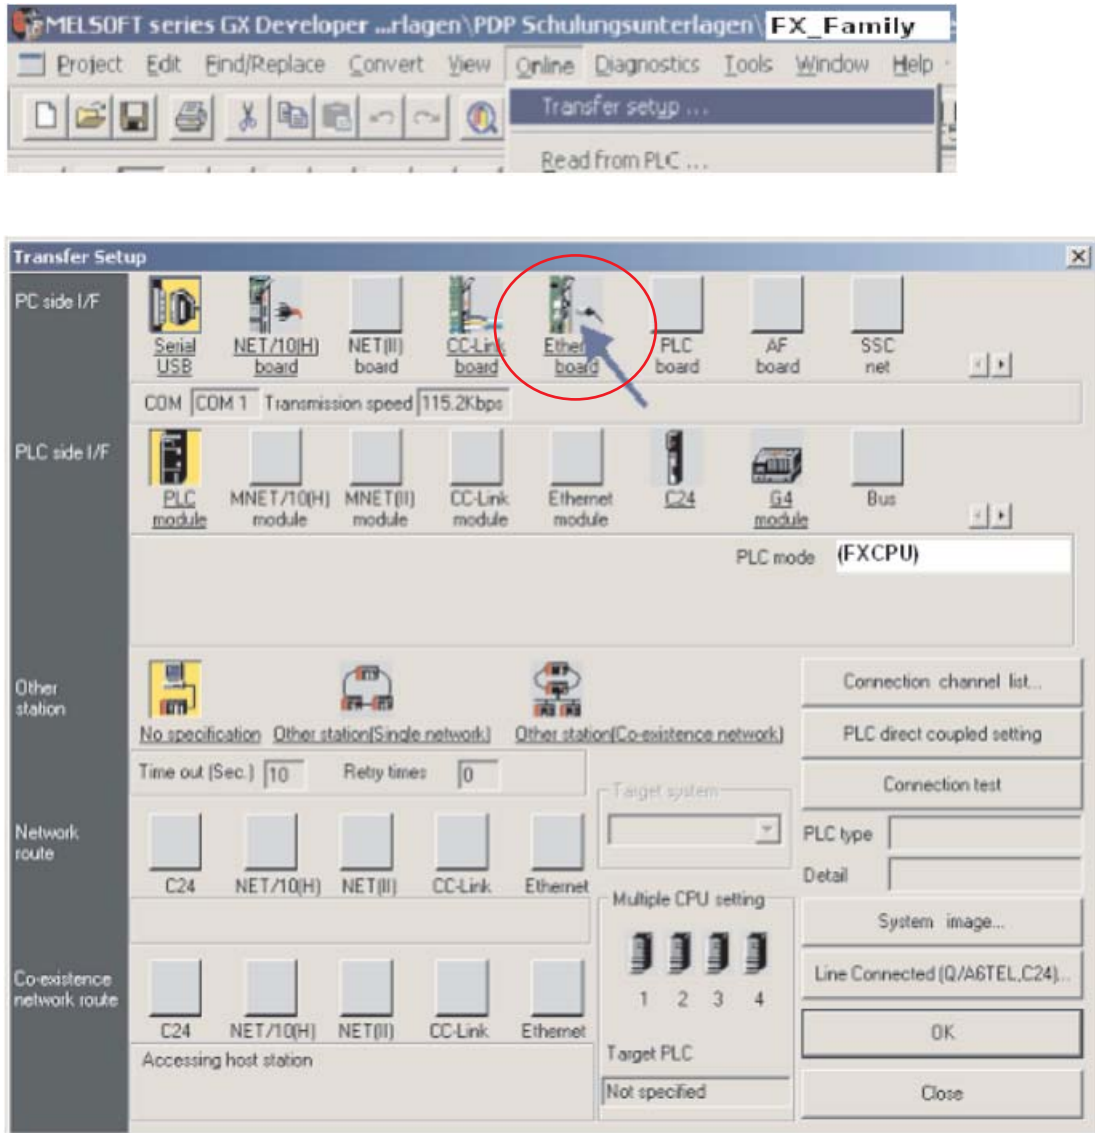 MELSOFT series GX Developer ...rlagen\PDP Schulungsunterlagen\ FX_Family
Project Edit Find/Replace Convert View Online Diagnostics Tools Window Help
Transfer setup ...
Read from PLC ...
Transfer Setup
PC side I/F
Serial USB
NET/10(H) board
NET(II) board
CC-Link board
board
PLC board
AF board
SSC net
COM COM 1 Transmission speed 115.2Kbps
PLC side I/F
PLC module
MNET/10(H) module
MNET(II) module
CC-Link module
Ethernet module
C24
G4 module
Bus
PLC mode (FXCPU)
Other station
No specification Other station(Single network) Other station(Co-existence network)
Time out (Sec.) 10 Retry times 0
Target system
Connection channel list...
PLC direct coupled setting
Connection test
PLC type
Detail
Network route
C24 NET/10(H) NET(II) CC-Link Ethernet
Multiple CPU setting
1 2 3 4
System image...
Line Connected (Q/A6TEL,C24)...
Co-existence network route
C24 NET/10(H) NET(II) CC-Link Ethernet
Accessing host station
Target PLC
Not specified
OK
Close